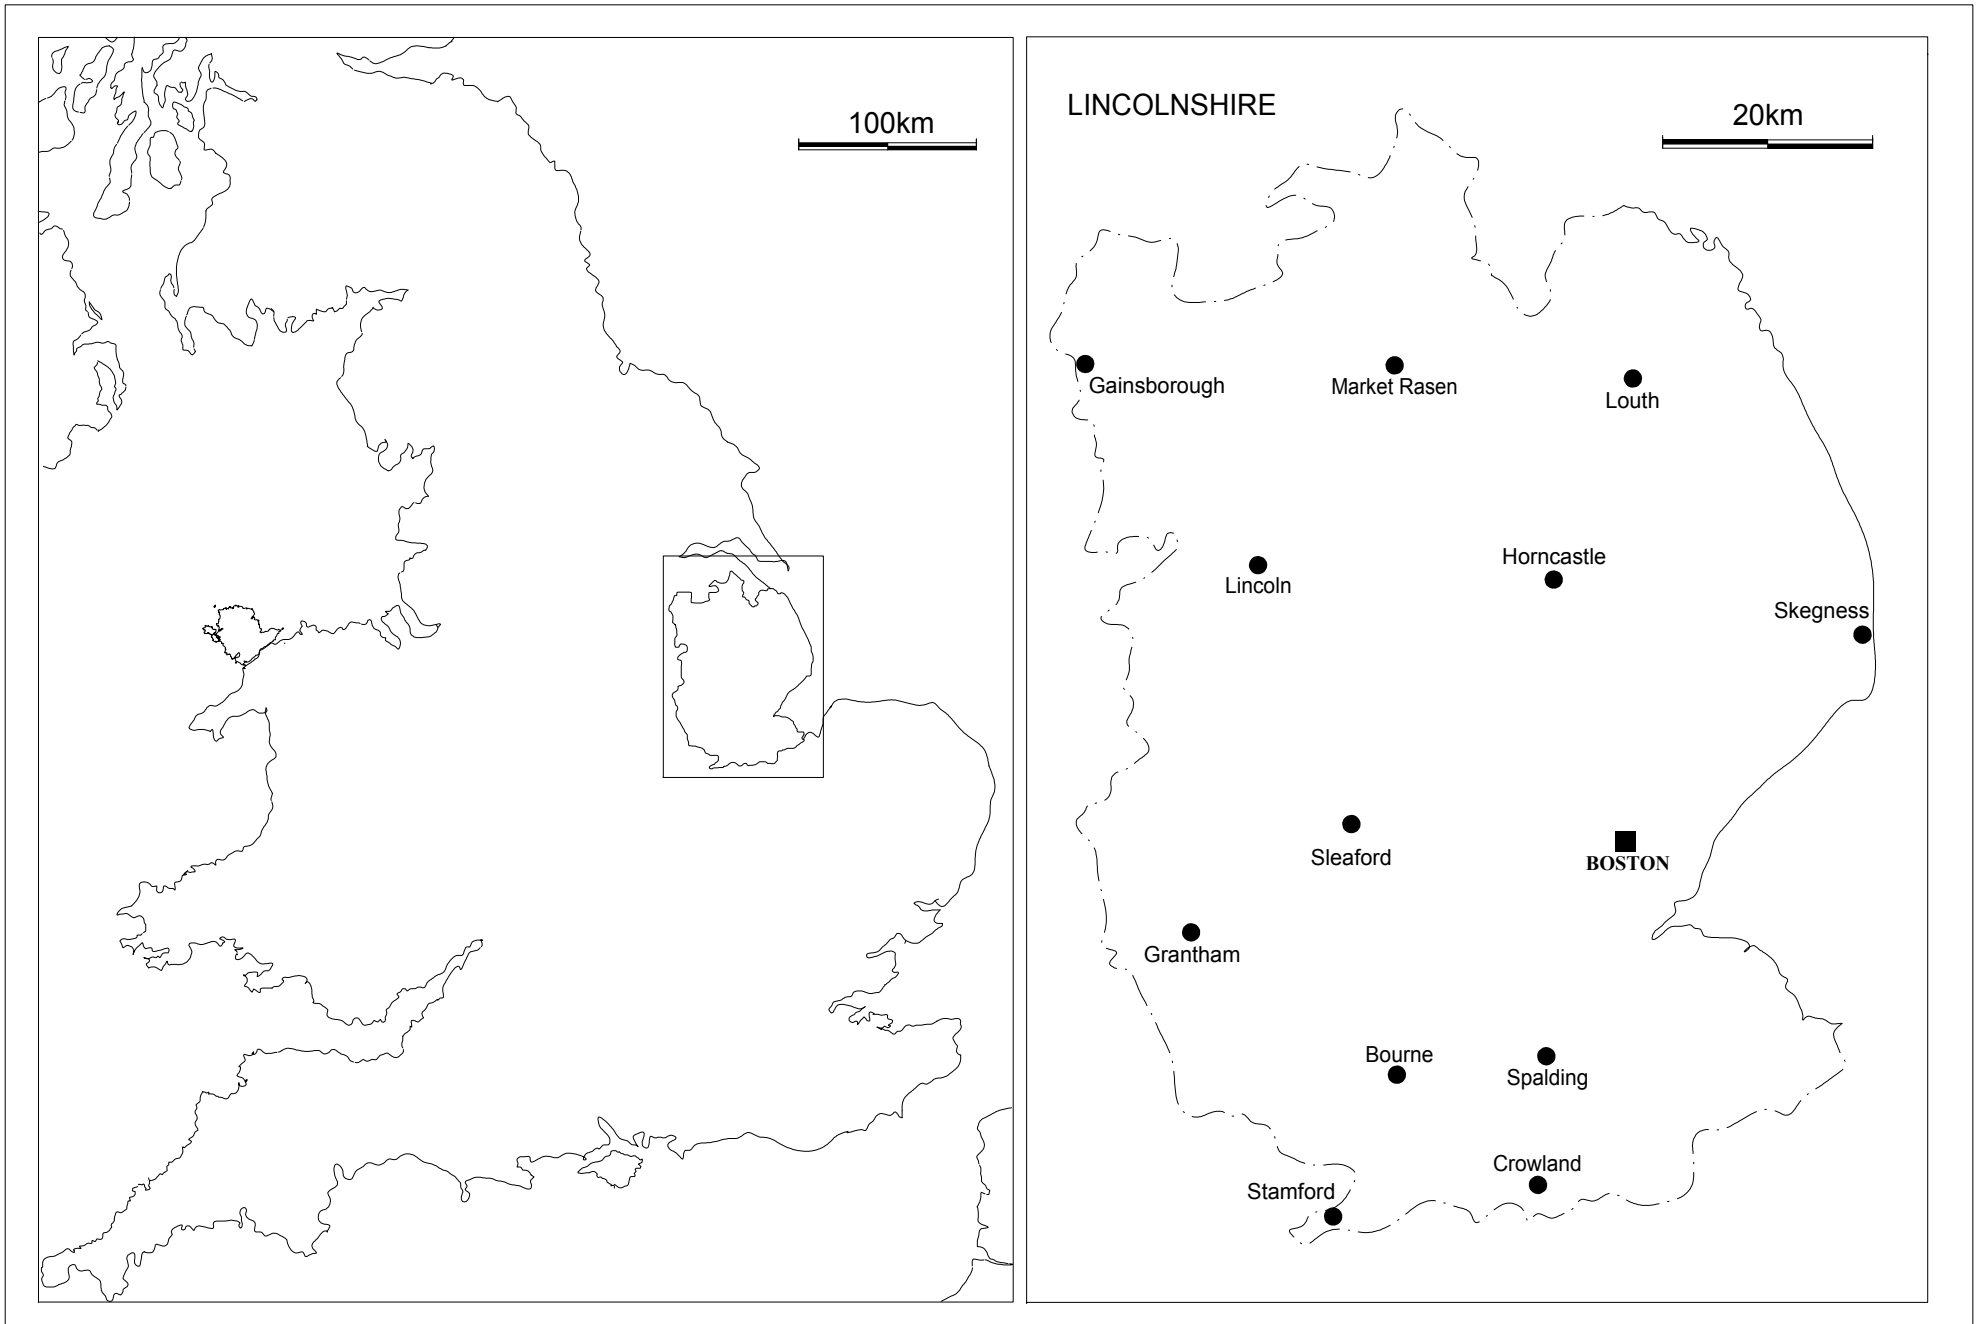 100km
LINCOLNSHIRE
20km
Gainsborough
Market Rasen
Louth
Horncastle
Lincoln
Skegness
Sleaford
BOSTON
Grantham
Bourne
Spalding
Crowland
Stamford